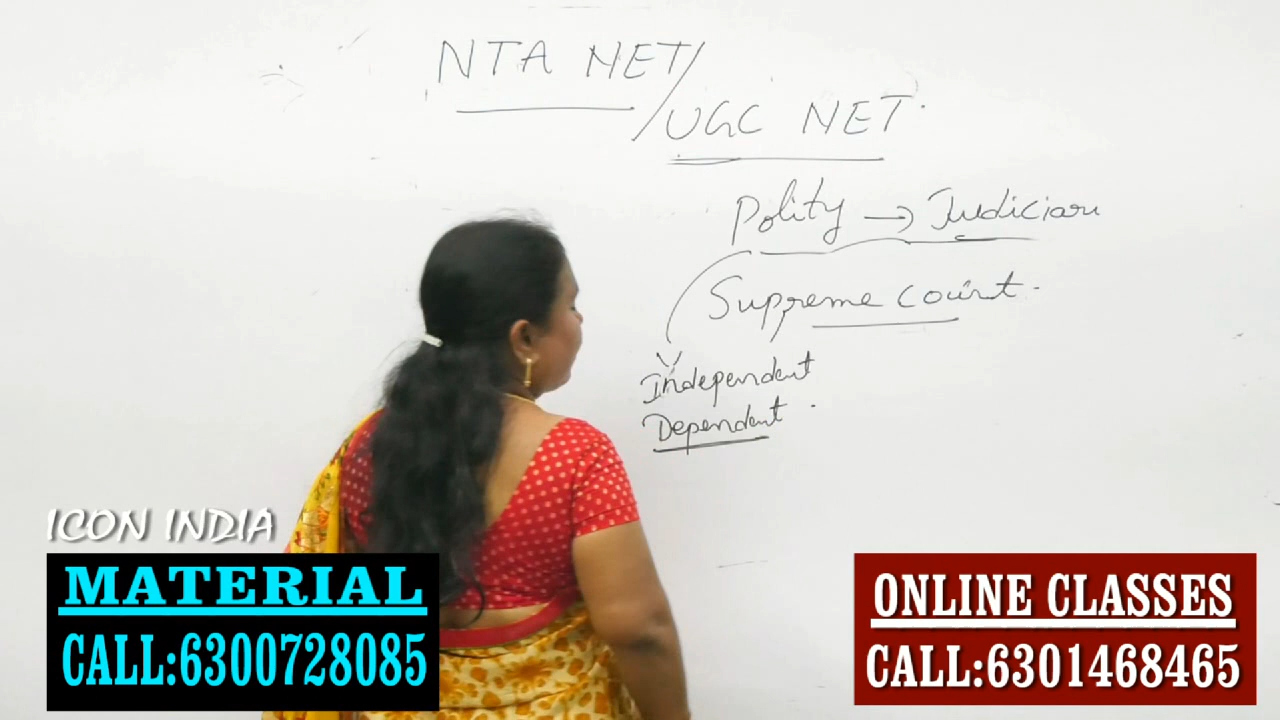 NTA NET/
UGC NET.
Polity → Judiciary
Supreme court.
Independent
Dependent
ICON INDIA
MATERIAL
CALL:6300728085
ONLINE CLASSES
CALL:6301468465